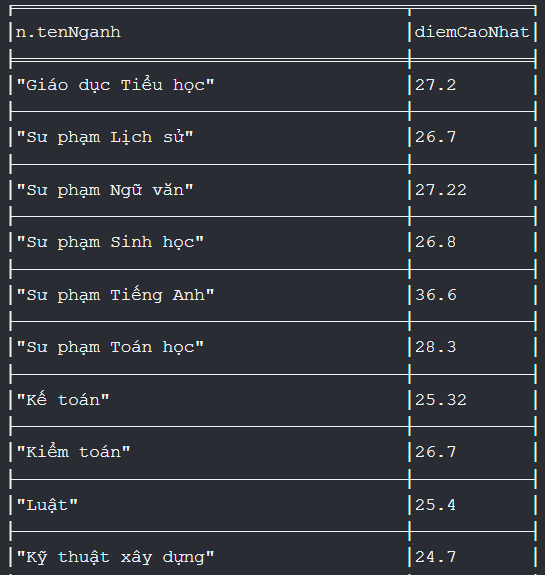 n.tenNganh diemCaoNhat
"Giáo dục Tiểu học" 27.2
"Sư phạm Lịch sử" 26.7
"Sư phạm Ngữ văn" 27.22
"Sư phạm Sinh học" 26.8
"Sư phạm Tiếng Anh" 36.6
"Sư phạm Toán học" 28.3
"Kế toán" 25.32
"Kiểm toán" 26.7
"Luật" 25.4
"Kỹ thuật xây dựng" 24.7